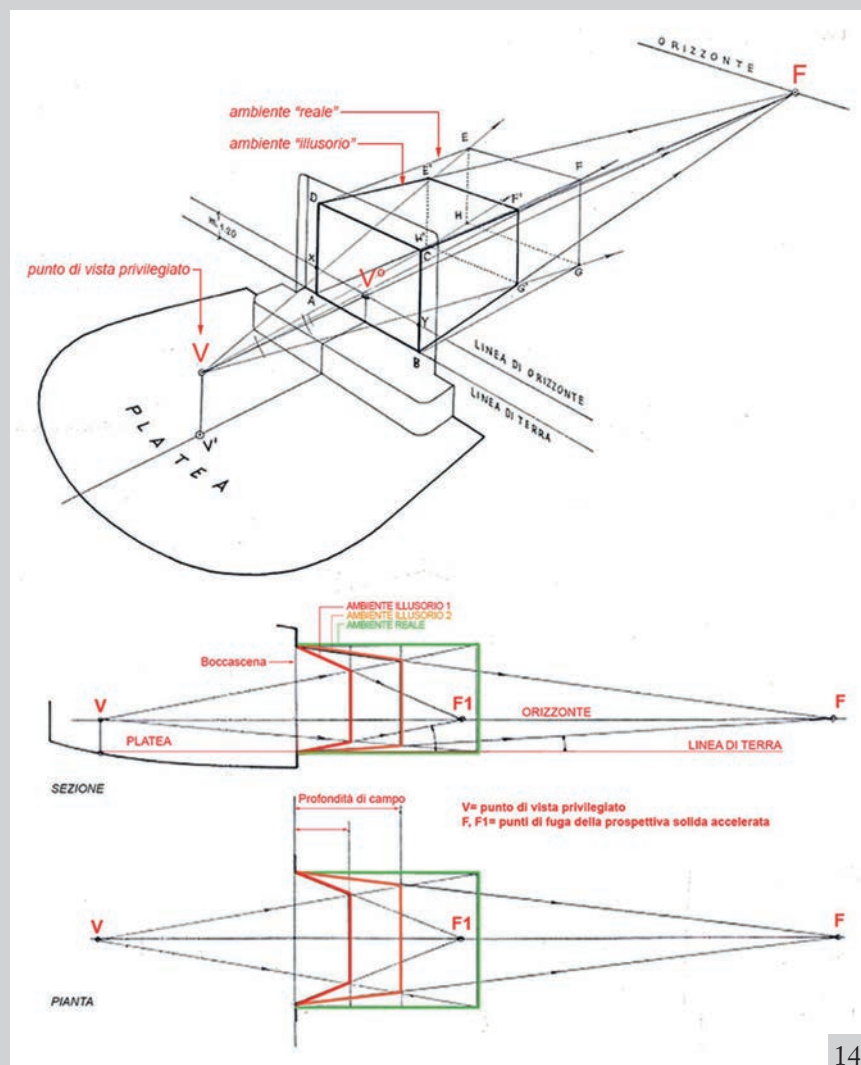 ORIZZONTE
F
ambiente "reale"
ambiente "illusorio"
E
E'
F
D
F'
H
H'
C
G
X
V°
G'
punto di vista privilegiato
A
Y
V
B
LINEA DI ORIZZONTE
LINEA DI TERRA
PLATEA
V'
AMBIENTE ILLUSORIO 1
AMBIENTE ILLUSORIO 2
AMBIENTE REALE
Boccascena
V
F1
ORIZZONTE
F
PLATEA
LINEA DI TERRA
SEZIONE
Profondità di campo
V= punto di vista privilegiato
F, F1= punti di fuga della prospettiva solida accelerata
V
F1
F
PIANTA
14